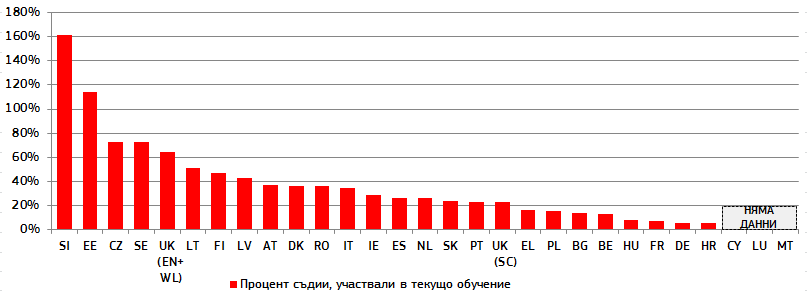 180%
160%
140%
120%
100%
80%
60%
40%
20%
0%
НЯМА
ДАННИ
SI EE CZ SE UK LT FI LV AT DK RO IT IE ES NL SK PT UK EL PL BG BE HU FR DE HR CY LU MT
(EN+ (SC)
WL)
Процент съдии, участвали в текущо обучение